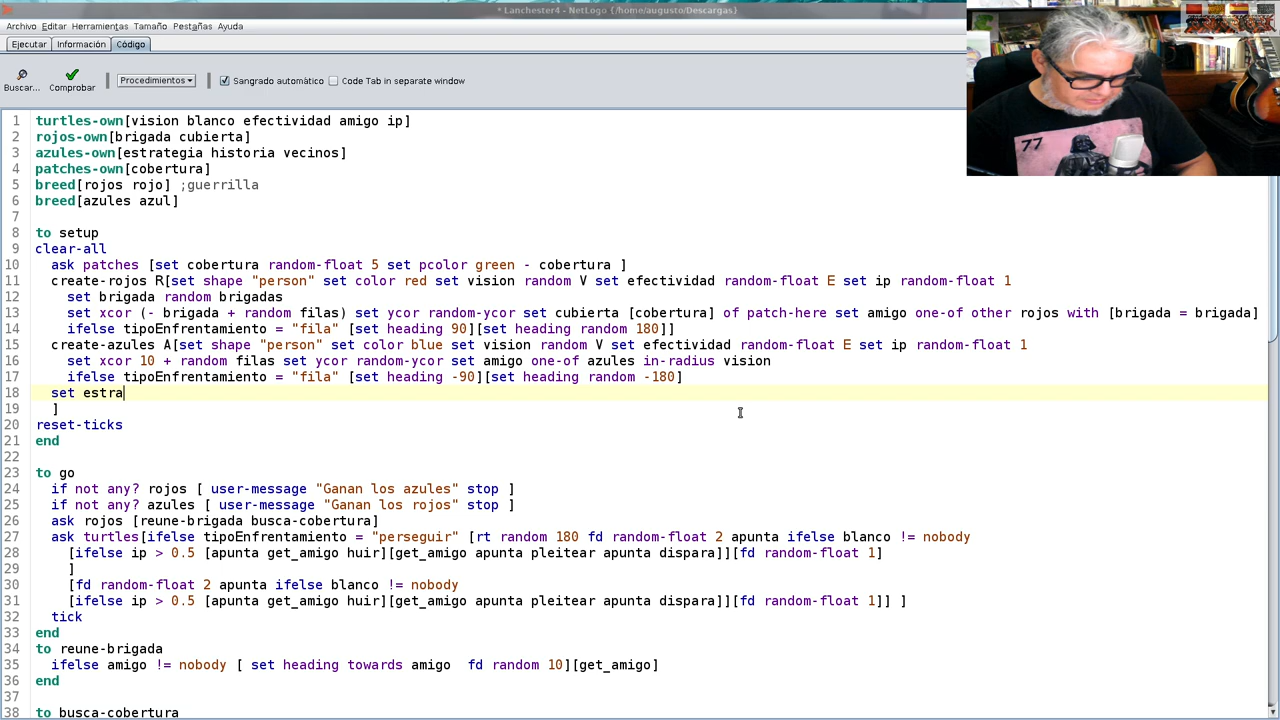 * Lanchester4 - NetLogo {/home/augusto/Descargas}
Archivo Editar Herramientas Tamaño Pestañas Ayuda
Ejecutar Información Código
Buscar... Comprobar Procedimientos Sangrado automático Code Tab in separate window
77
1 turtles-own[vision blanco efectividad amigo ip]
2 rojos-own[brigada cubierta]
3 azules-own[estrategia historia vecinos]
4 patches-own[cobertura]
5 breed[rojos rojo] ;guerrilla
6 breed[azules azul]
7
8 to setup
9 clear-all
10 ask patches [set cobertura random-float 5 set pcolor green - cobertura ]
11 create-rojos R[set shape "person" set color red set vision random V set efectividad random-float E set ip random-float 1
12 set brigada random brigadas
13 set xcor (- brigada + random filas) set ycor random-ycor set cubierta [cobertura] of patch-here set amigo one-of other rojos with [brigada = brigada]
14 ifelse tipoEnfrentamiento = "fila" [set heading 90][set heading random 180]]
15 create-azules A[set shape "person" set color blue set vision random V set efectividad random-float E set ip random-float 1
16 set xcor 10 + random filas set ycor random-ycor set amigo one-of azules in-radius vision
17 ifelse tipoEnfrentamiento = "fila" [set heading -90][set heading random -180]
18 set estra
19 ]
20 reset-ticks
21 end
22
23 to go
24 if not any? rojos [ user-message "Ganan los azules" stop ]
25 if not any? azules [ user-message "Ganan los rojos" stop ]
26 ask rojos [reune-brigada busca-cobertura]
27 ask turtles[ifelse tipoEnfrentamiento = "perseguir" [rt random 180 fd random-float 2 apunta ifelse blanco != nobody
28 [ifelse ip > 0.5 [apunta get_amigo huir][get_amigo apunta pleitear apunta dispara]][fd random-float 1]
29 ]
30 [fd random-float 2 apunta ifelse blanco != nobody
31 [ifelse ip > 0.5 [apunta get_amigo huir][get_amigo apunta pleitear apunta dispara]][fd random-float 1]] ]
32 tick
33 end
34 to reune-brigada
35 ifelse amigo != nobody [ set heading towards amigo fd random 10][get_amigo]
36 end
37
38 to busca-cobertura